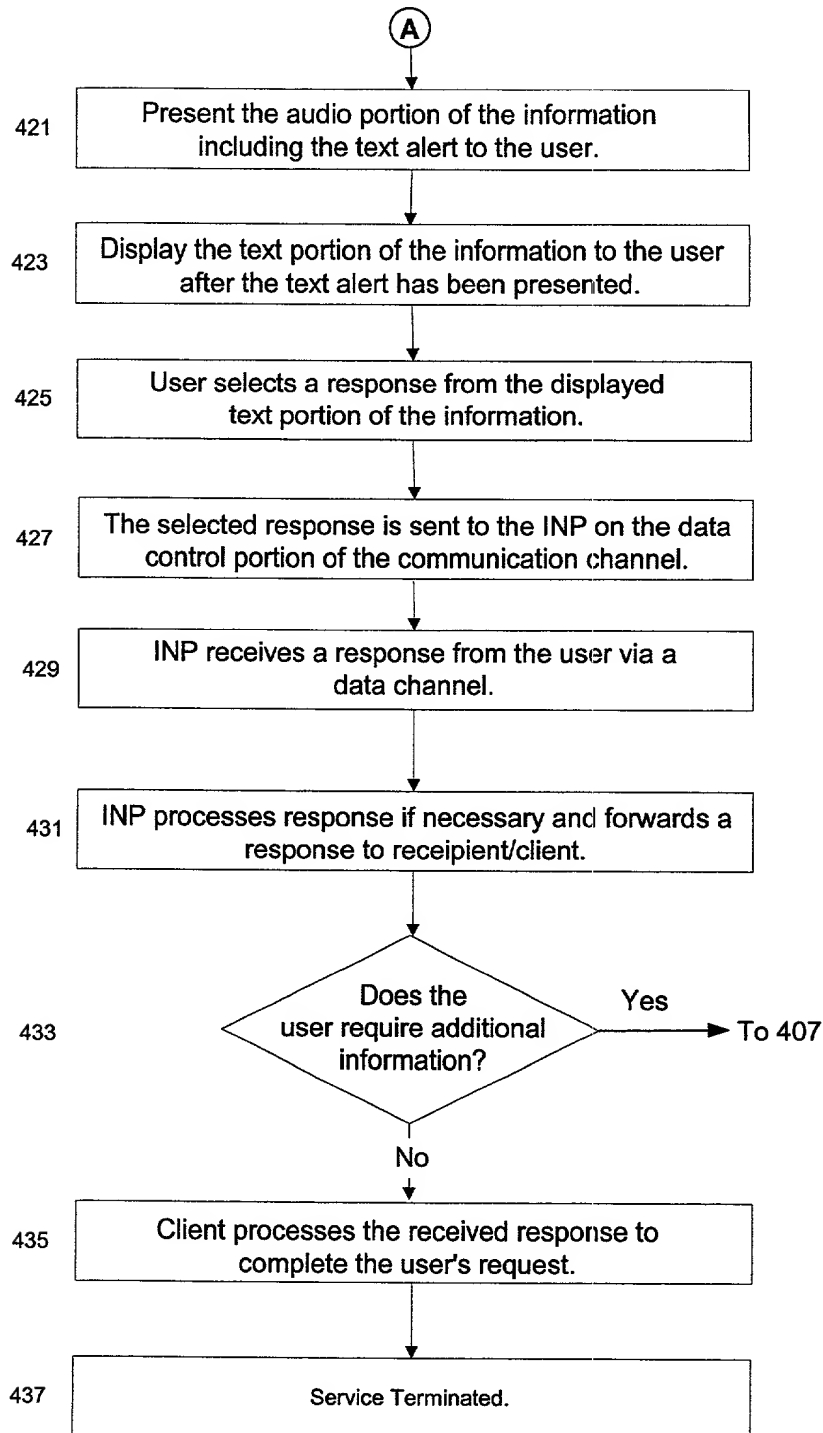 A
421
Present the audio portion of the information
including the text alert to the user.
423
Display the text portion of the information to the user
after the text alert has been presented.
425
User selects a response from the displayed
text portion of the information.
427
The selected response is sent to the INP on the data
control portion of the communication channel.
429
INP receives a response from the user via a
data channel.
431
INP processes response if necessary and forwards a
response to receipient/client.
433
Does the
user require additional
information?
Yes
To 407
No
435
Client processes the received response to
complete the user's request.
437
Service Terminated.